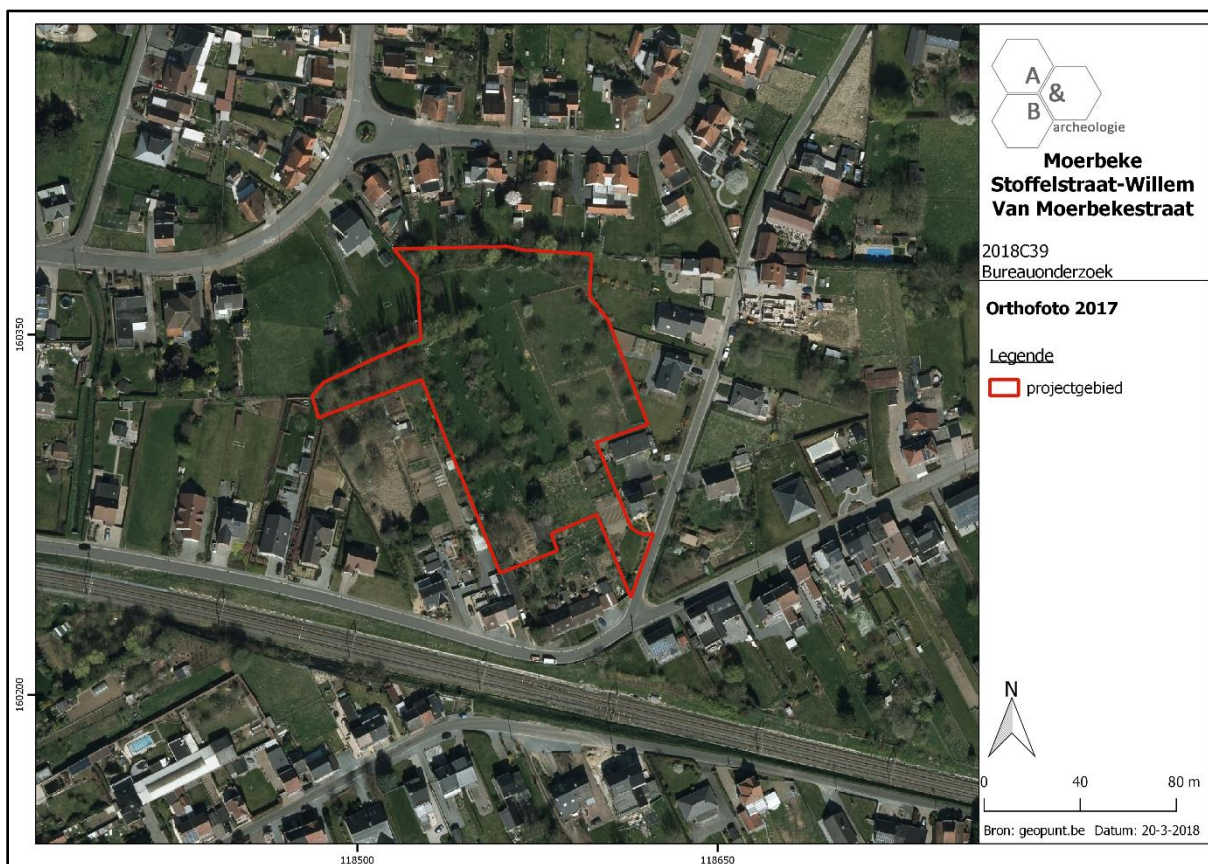 A
&
B
archeologie
Moerbeke
Stoffelstraat-Willem
Van Moerbekestraat
2018C39
Bureauonderzoek
Orthofoto 2017
Legende
projectgebied
N
0 40 80 m
Bron: geopunt.be Datum: 20-3-2018
160350
160200
118500 118650